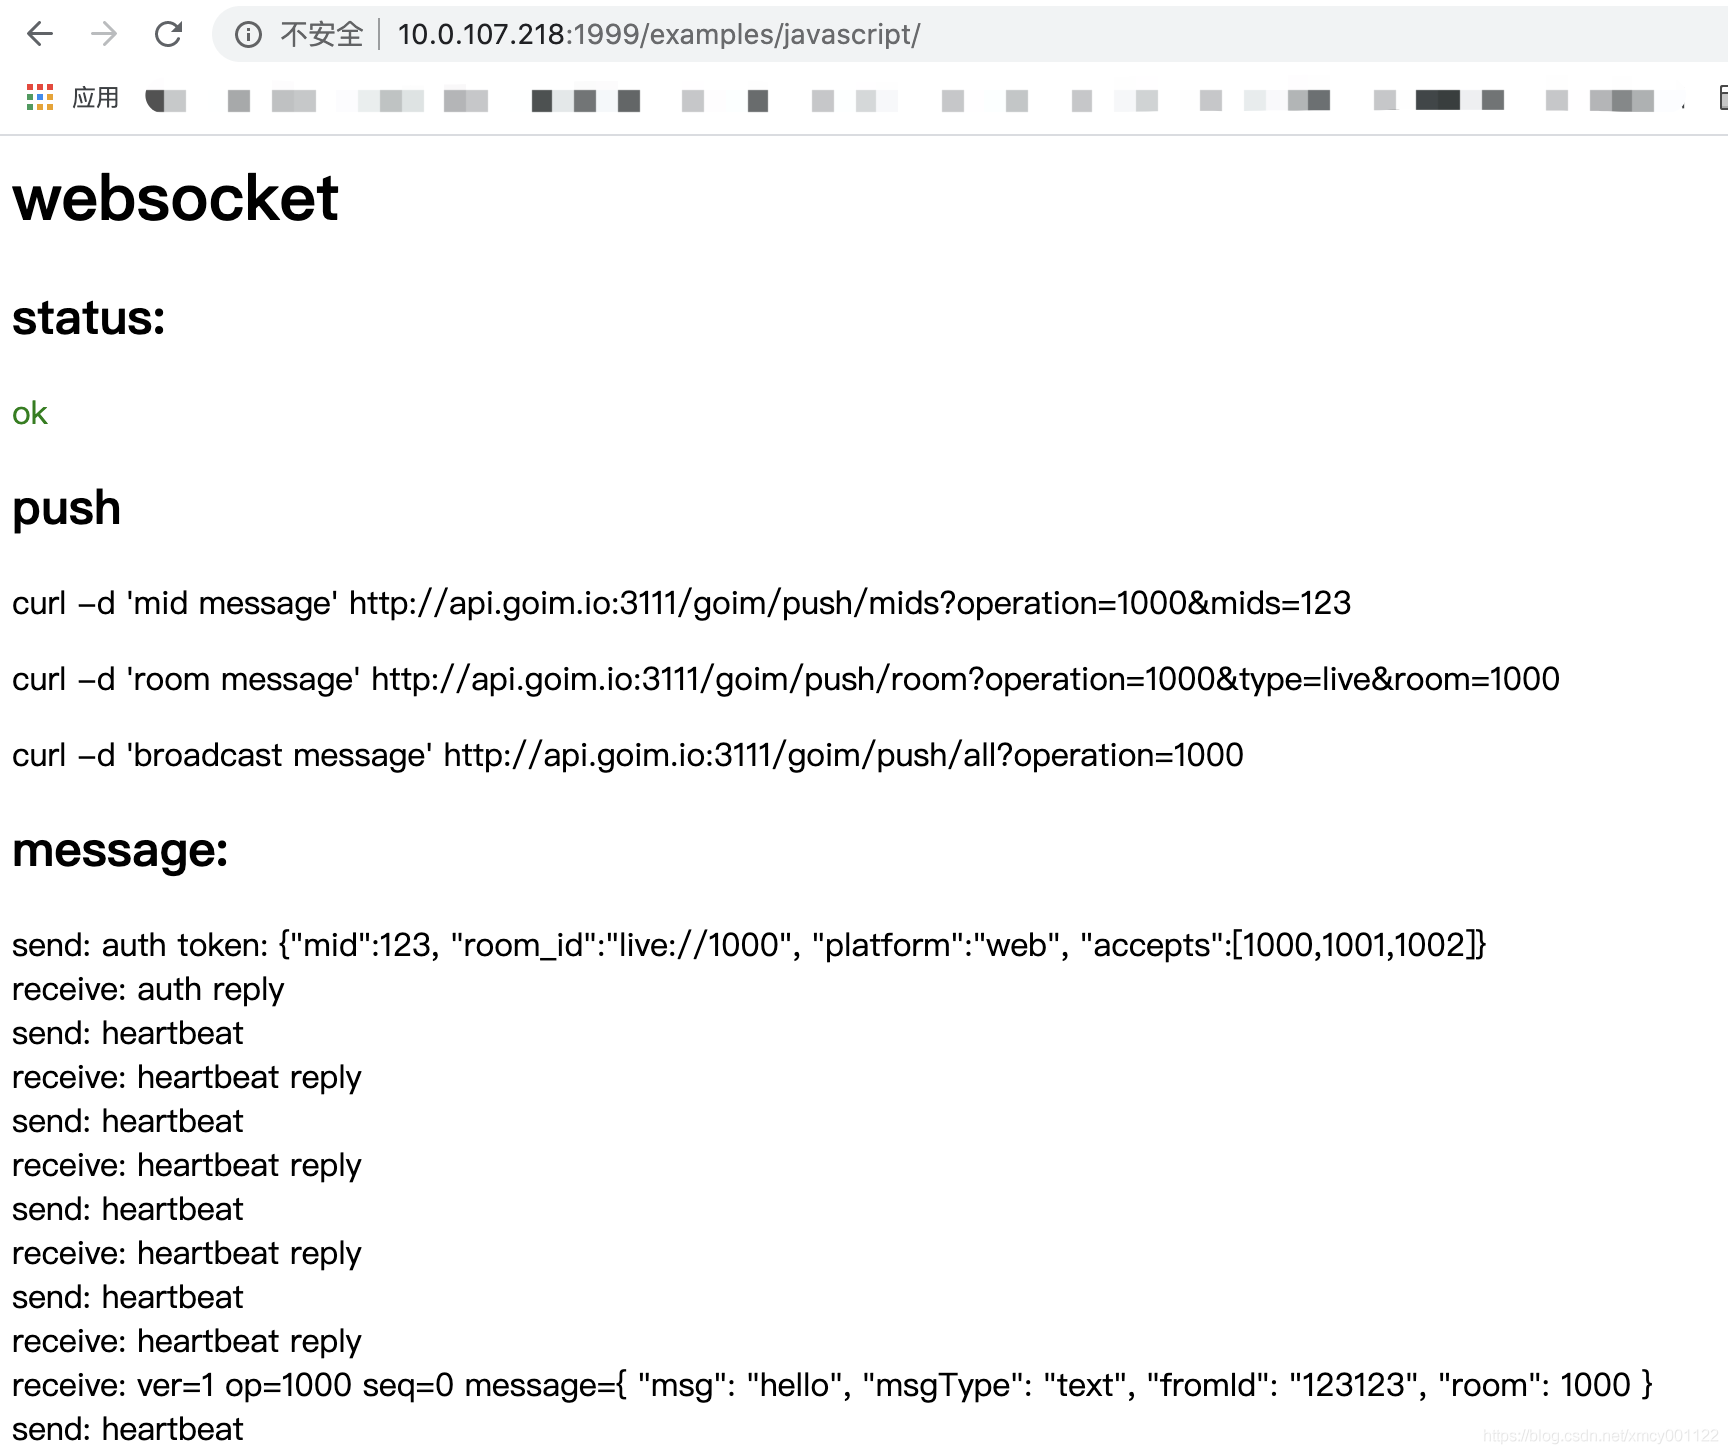 不安全 10.0.107.218:1999/examples/javascript/
应用
websocket
status:
ok
push
curl -d 'mid message' http://api.goim.io:3111/goim/push/mids?operation=1000&mids=123
curl -d 'room message' http://api.goim.io:3111/goim/push/room?operation=1000&type=live&room=1000
curl -d 'broadcast message' http://api.goim.io:3111/goim/push/all?operation=1000
message:
send: auth token: {"mid":123, "room_id":"live://1000", "platform":"web", "accepts":[1000,1001,1002]}
receive: auth reply
send: heartbeat
receive: heartbeat reply
send: heartbeat
receive: heartbeat reply
send: heartbeat
receive: heartbeat reply
send: heartbeat
receive: heartbeat reply
receive: ver=1 op=1000 seq=0 message={ "msg": "hello", "msgType": "text", "fromId": "123123", "room": 1000 }
send: heartbeat
https://blog.csdn.net/xmcy001122